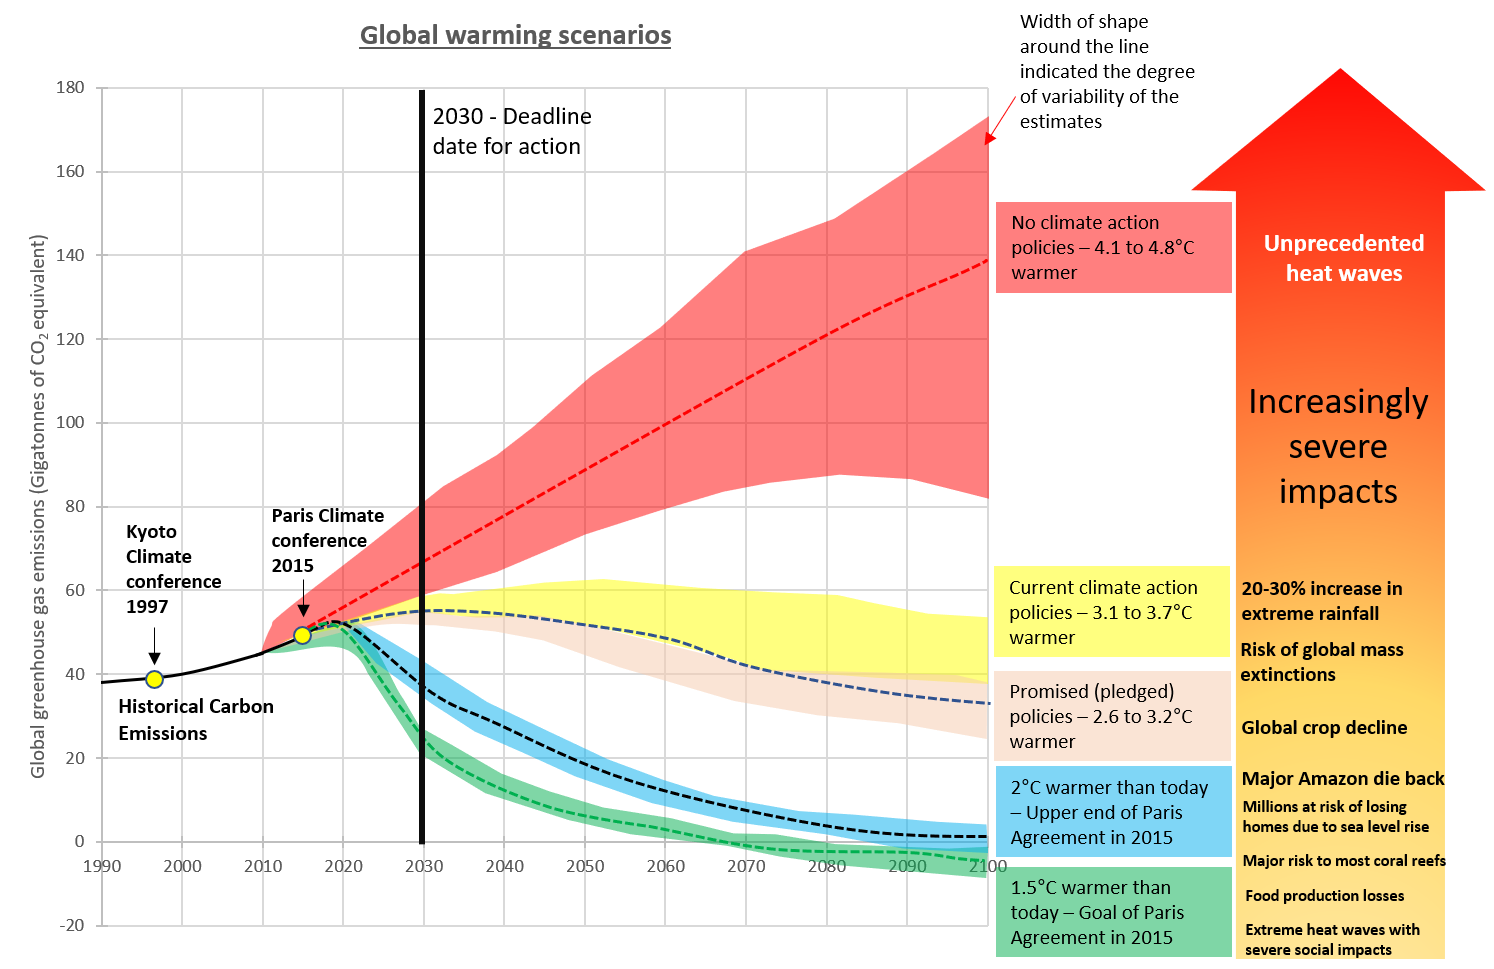 Global warming scenarios
Width of shape
around the line
indicated the degree
of variability of the
estimates
Global greenhouse gas emissions (Gigatonnes of CO₂ equivalent)
180
160
140
120
100
80
60
40
20
0
-20
1990
2000
2010
2020
2030
2040
2050
2060
2070
2080
2090
2100
2030 - Deadline
date for action
Kyoto
Climate
conference
1997
Paris Climate
conference
2015
Historical Carbon
Emissions
No climate action
policies – 4.1 to 4.8°C
warmer
Current climate action
policies – 3.1 to 3.7°C
warmer
Promised (pledged)
policies – 2.6 to 3.2°C
warmer
2°C warmer than today
– Upper end of Paris
Agreement in 2015
1.5°C warmer than
today – Goal of Paris
Agreement in 2015
Unprecedented
heat waves
Increasingly
severe
impacts
20-30% increase in
extreme rainfall
Risk of global mass
extinctions
Global crop decline
Major Amazon die back
Millions at risk of losing
homes due to sea level rise
Major risk to most coral reefs
Food production losses
Extreme heat waves with
severe social impacts